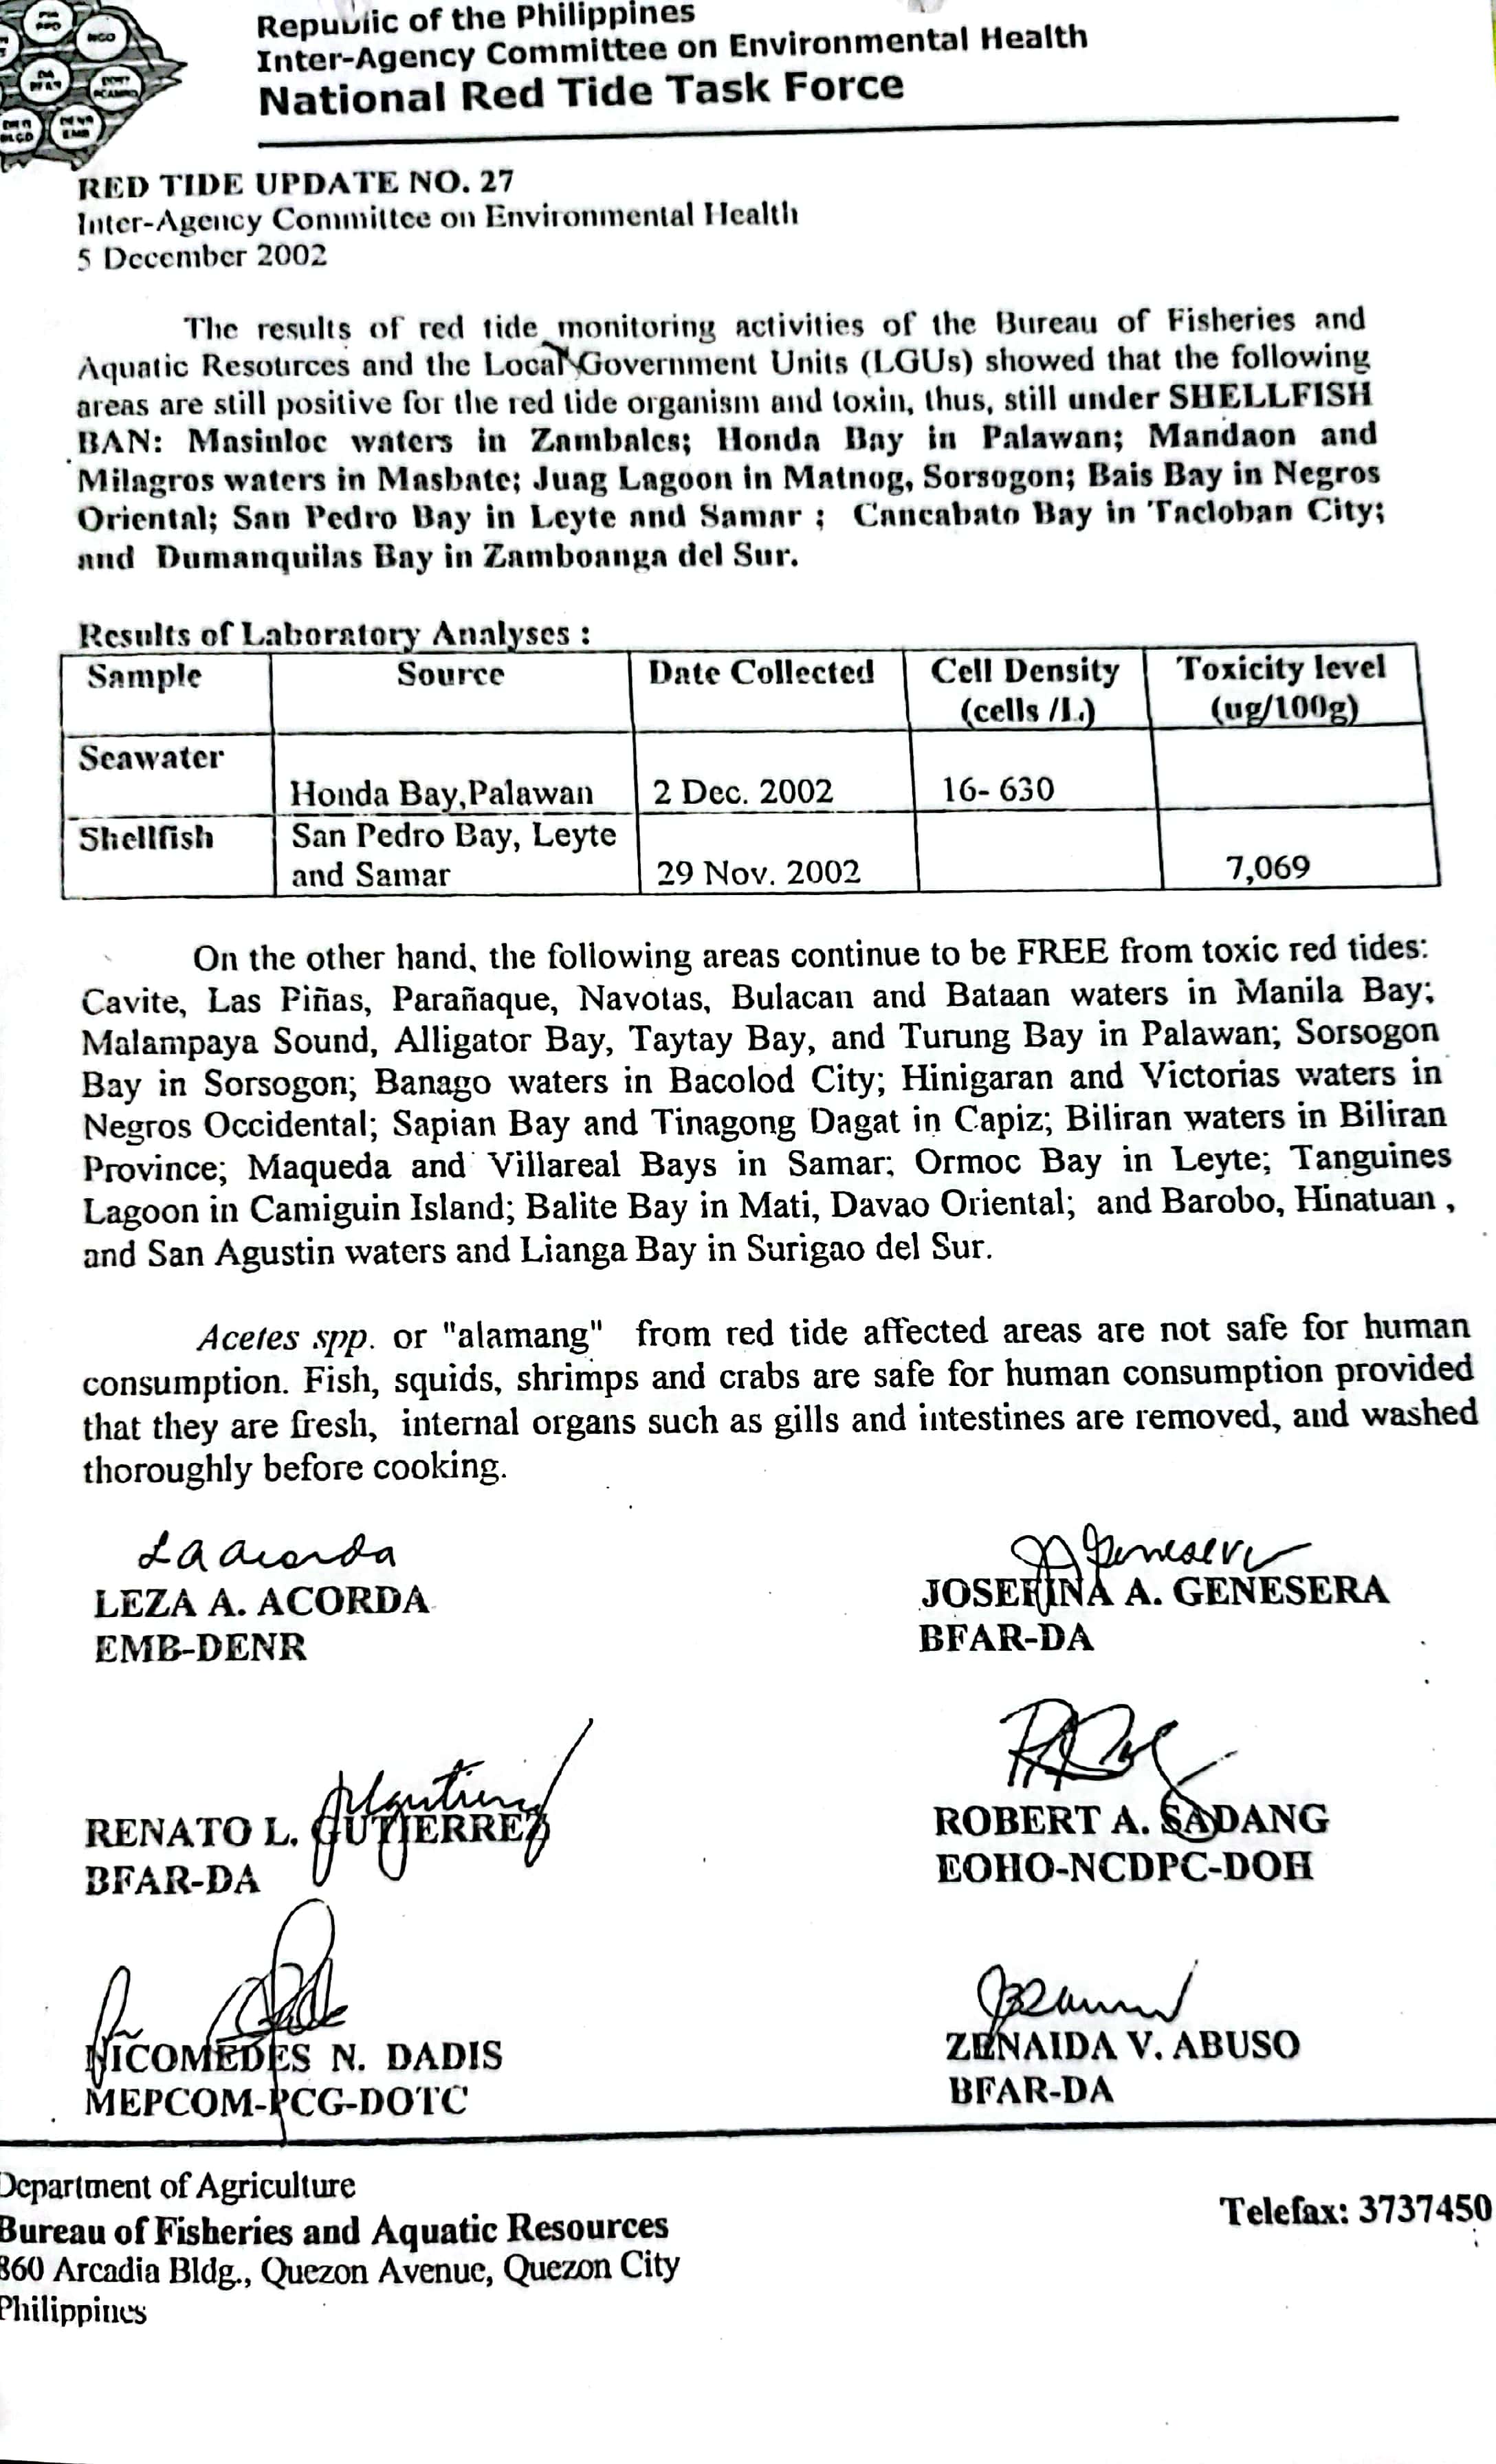 NGO
DA
BFAR
DOST
PCAMRD
DENR
EMB
Republic of the Philippines
Inter-Agency Committee on Environmental Health
National Red Tide Task Force
RED TIDE UPDATE NO. 27
Inter-Agency Committee on Environmental Health
5 December 2002
The results of red tide monitoring activities of the Bureau of Fisheries and
Aquatic Resources and the Local Government Units (LGUs) showed that the following
areas are still positive for the red tide organism and toxin, thus, still under SHELLFISH
BAN: Masinloc waters in Zambales; Honda Bay in Palawan; Mandaon and
Milagros waters in Masbate; Juag Lagoon in Matnog, Sorsogon; Bais Bay in Negros
Oriental; San Pedro Bay in Leyte and Samar ; Cancabato Bay in Tacloban City;
and Dumanquilas Bay in Zamboanga del Sur.
Results of Laboratory Analyses :
Sample Source Date Collected Cell Density Toxicity level
(cells /L) (ug/100g)
Seawater
Honda Bay,Palawan 2 Dec. 2002 16- 630
Shellfish San Pedro Bay, Leyte
and Samar 29 Nov. 2002 7,069
On the other hand, the following areas continue to be FREE from toxic red tides:
Cavite, Las Piñas, Parañaque, Navotas, Bulacan and Bataan waters in Manila Bay;
Malampaya Sound, Alligator Bay, Taytay Bay, and Turung Bay in Palawan; Sorsogon
Bay in Sorsogon; Banago waters in Bacolod City; Hinigaran and Victorias waters in
Negros Occidental; Sapian Bay and Tinagong Dagat in Capiz; Biliran waters in Biliran
Province; Maqueda and Villareal Bays in Samar; Ormoc Bay in Leyte; Tanguines
Lagoon in Camiguin Island; Balite Bay in Mati, Davao Oriental; and Barobo, Hinatuan ,
and San Agustin waters and Lianga Bay in Surigao del Sur.
Acetes spp. or "alamang" from red tide affected areas are not safe for human
consumption. Fish, squids, shrimps and crabs are safe for human consumption provided
that they are fresh, internal organs such as gills and intestines are removed, and washed
thoroughly before cooking.
LEZA A. ACORDA JOSEFINA A. GENESERA
EMB-DENR BFAR-DA
RENATO L. GUTIERREZ ROBERT A. SADANG
BFAR-DA EOHO-NCDPC-DOH
NICOMEDES N. DADIS ZENAIDA V. ABUSO
MEPCOM-PCG-DOTC BFAR-DA
Department of Agriculture
Bureau of Fisheries and Aquatic Resources Telefax: 3737450
860 Arcadia Bldg., Quezon Avenue, Quezon City
Philippines